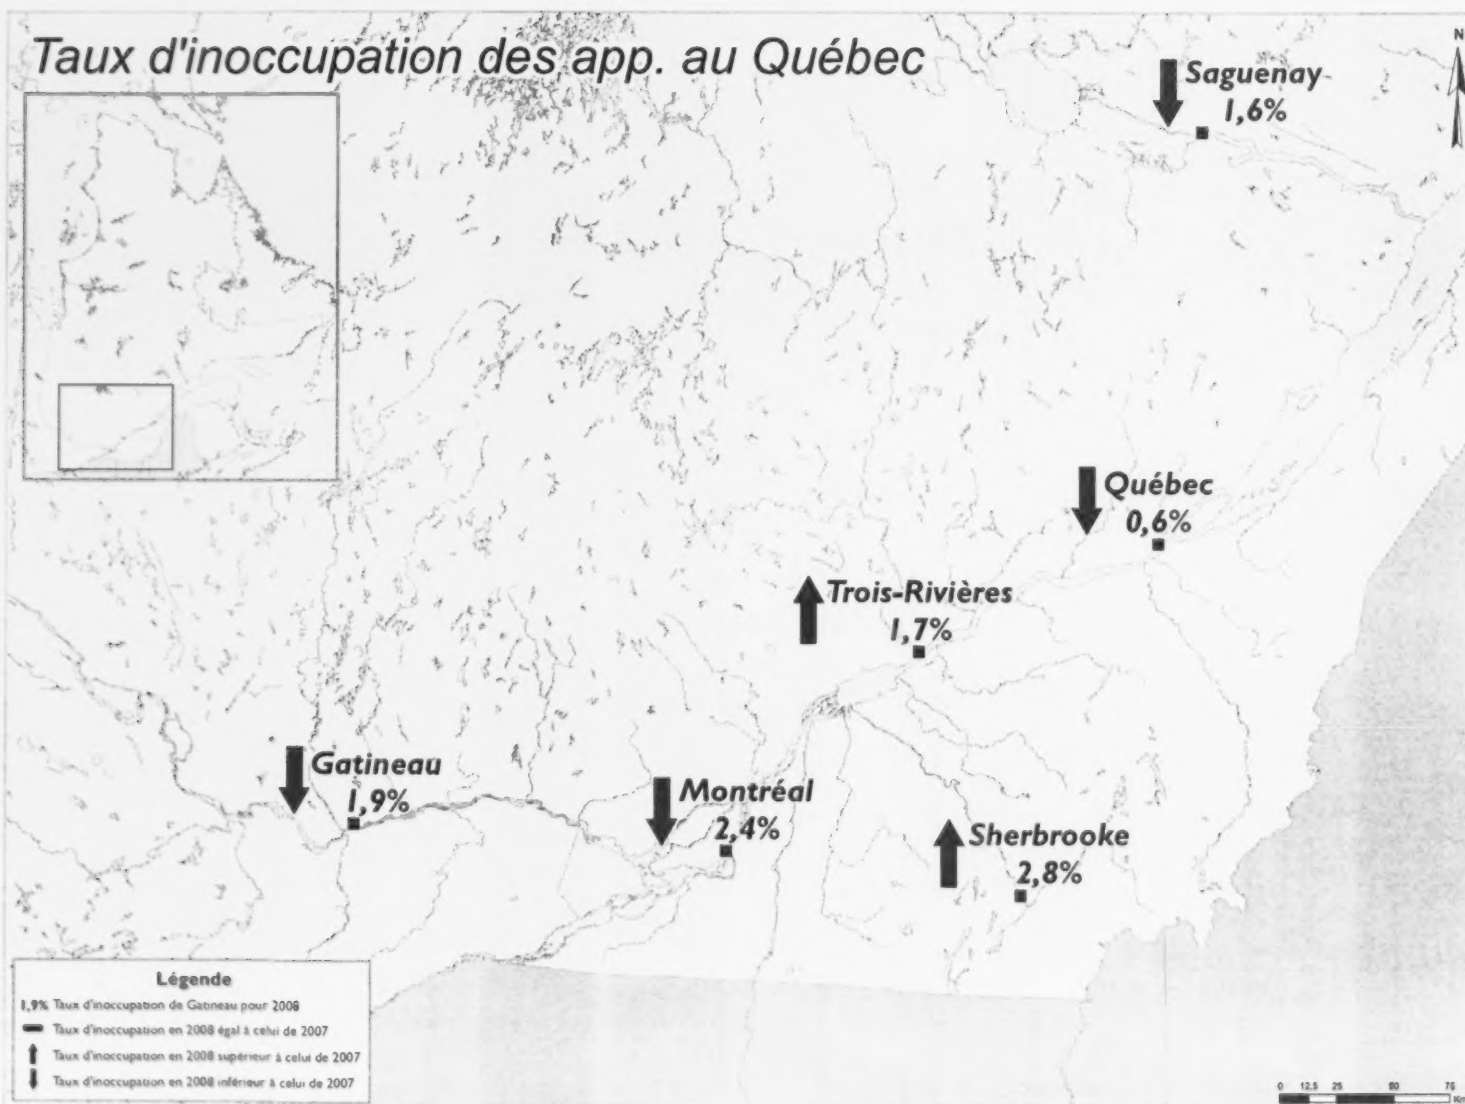 Taux d'inoccupation des app. au Québec
N
Saguenay
1,6%
Québec
0,6%
Trois-Rivières
1,7%
Gatineau
1,9%
Montréal
2,4%
Sherbrooke
2,8%
Légende
1,9% Taux d'inoccupation de Gatineau pour 2008
Taux d'inoccupation en 2008 égal à celui de 2007
Taux d'inoccupation en 2008 supérieur à celui de 2007
Taux d'inoccupation en 2008 inférieur à celui de 2007
0 12.5 25 50 75
Km